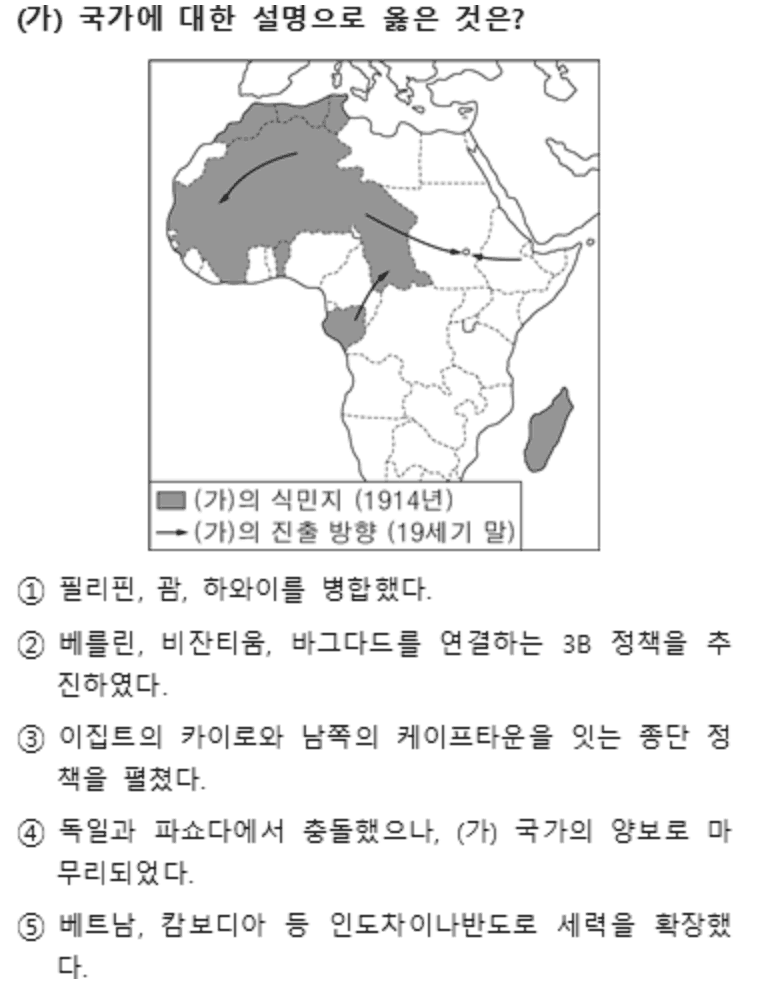 (가) 국가에 대한 설명으로 옳은 것은?
(가)의 식민지 (1914년)
(가)의 진출 방향 (19세기 말)
① 필리핀, 괌, 하와이를 병합했다.
② 베를린, 비잔티움, 바그다드를 연결하는 3B 정책을 추
진하였다.
③ 이집트의 카이로와 남쪽의 케이프타운을 잇는 종단 정
책을 펼쳤다.
④ 독일과 파쇼다에서 충돌했으나, (가) 국가의 양보로 마
무리되었다.
⑤ 베트남, 캄보디아 등 인도차이나반도로 세력을 확장했
다.